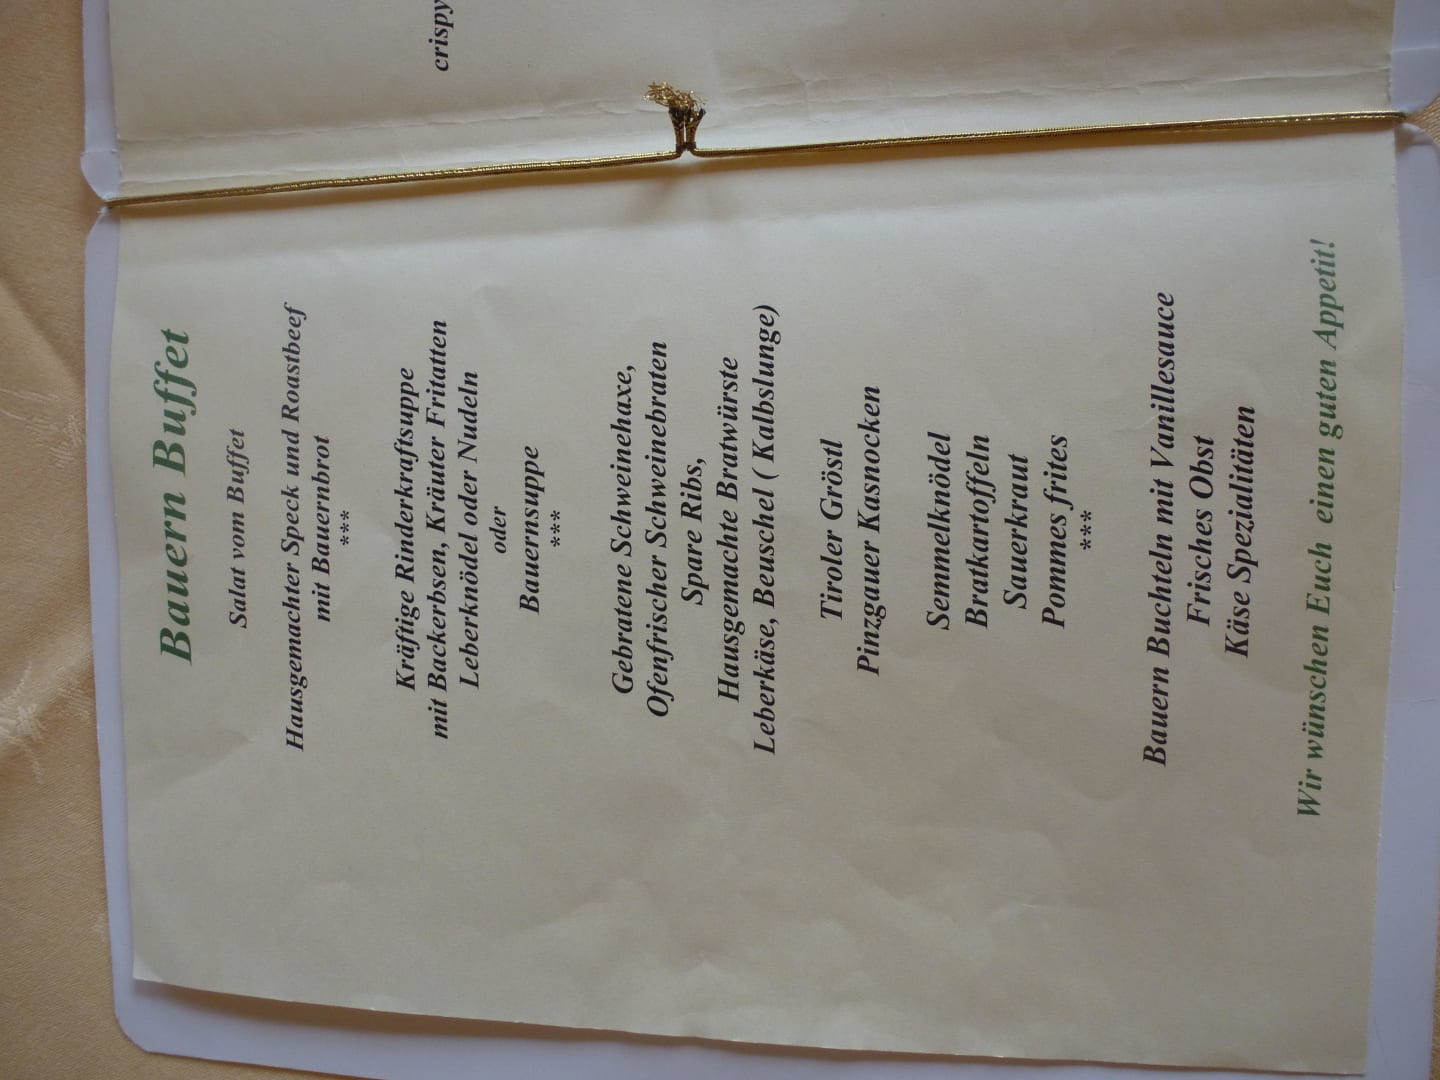 crispy
Bauern Buffet
Salat vom Buffet
Hausgemachter Speck und Roastbeef
mit Bauernbrot
***
Kräftige Rinderkraftsuppe
mit Backerbsen, Kräuter Fritatten
Leberknödel oder Nudeln
oder
Bauernsuppe
***
Gebratene Schweinehaxe,
Ofenfrischer Schweinebraten
Spare Ribs,
Hausgemachte Bratwürste
Leberkäse, Beuschel ( Kalbslunge)
Tiroler Gröstl
Pinzgauer Kasnocken
Semmelknödel
Bratkartoffeln
Sauerkraut
Pommes frites
***
Bauern Buchteln mit Vanillesauce
Frisches Obst
Käse Spezialitäten
Wir wünschen Euch einen guten Appetit!